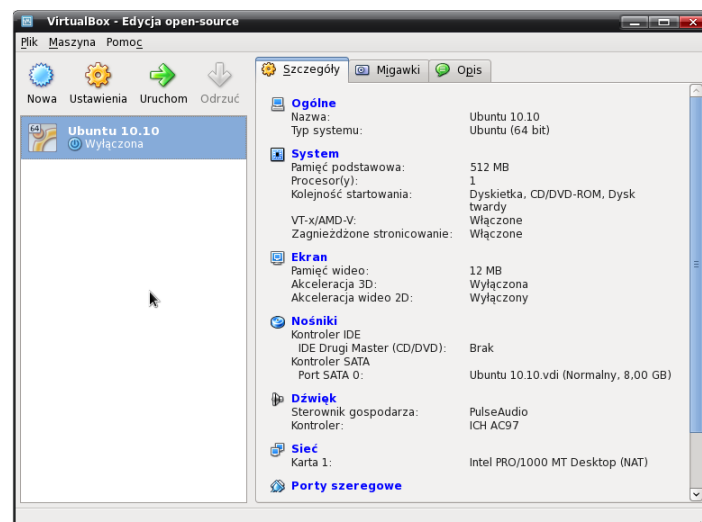 VirtualBox - Edycja open-source
Plik Maszyna Pomoc
Nowa Ustawienia Uruchom Odrzuć
64 Ubuntu 10.10
Wyłączona
Szczegóły Migawki Opis
Ogólne
Nazwa: Ubuntu 10.10
Typ systemu: Ubuntu (64 bit)
System
Pamięć podstawowa: 512 MB
Procesor(y): 1
Kolejność startowania: Dyskietka, CD/DVD-ROM, Dysk
twardy
VT-x/AMD-V: Włączone
Zagnieżdżone stronicowanie: Włączone
Ekran
Pamięć wideo: 12 MB
Akceleracja 3D: Wyłączona
Akceleracja wideo 2D: Wyłączony
Nośniki
Kontroler IDE
IDE Drugi Master (CD/DVD): Brak
Kontroler SATA
Port SATA 0: Ubuntu 10.10.vdi (Normalny, 8,00 GB)
Dźwięk
Sterownik gospodarza: PulseAudio
Kontroler: ICH AC97
Sieć
Karta 1: Intel PRO/1000 MT Desktop (NAT)
Porty szeregowe